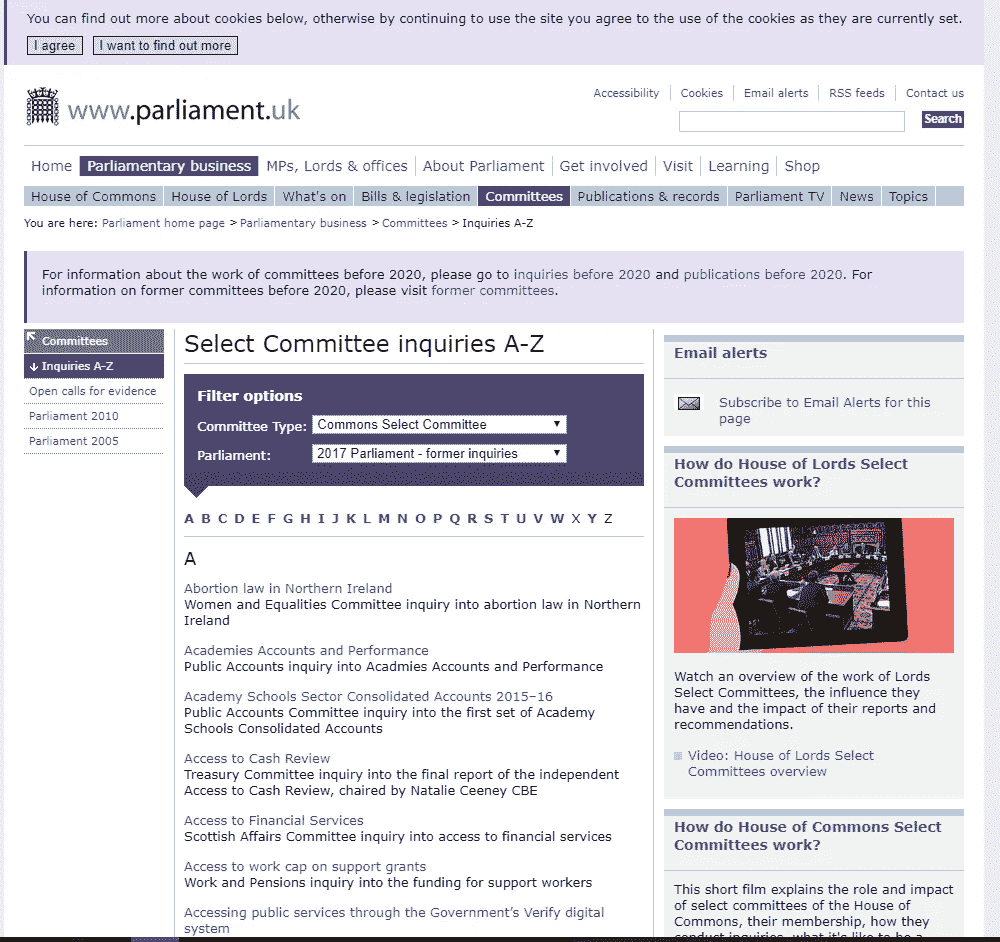 You can find out more about cookies below, otherwise by continuing to use the site you agree to the use of the cookies as they are currently set.
I agree
I want to find out more
www.parliament.uk
Accessibility
Cookies
Email alerts
RSS feeds
Contact us
Search
Home
Parliamentary business
MPs, Lords & offices
About Parliament
Get involved
Visit
Learning
Shop
House of Commons
House of Lords
What's on
Bills & legislation
Committees
Publications & records
Parliament TV
News
Topics
You are here: Parliament home page > Parliamentary business > Committees > Inquiries A-Z
For information about the work of committees before 2020, please go to inquiries before 2020 and publications before 2020. For
information on former committees before 2020, please visit former committees.
Committees
Inquiries A-Z
Open calls for evidence
Parliament 2010
Parliament 2005
Select Committee inquiries A-Z
Filter options
Committee Type: Commons Select Committee
Parliament: 2017 Parliament - former inquiries
A B C D E F G H I J K L M N O P Q R S T U V W X Y Z
A
Abortion law in Northern Ireland
Women and Equalities Committee inquiry into abortion law in Northern
Ireland
Academies Accounts and Performance
Public Accounts inquiry into Acadmies Accounts and Performance
Academy Schools Sector Consolidated Accounts 2015–16
Public Accounts Committee inquiry into the first set of Academy
Schools Consolidated Accounts
Access to Cash Review
Treasury Committee inquiry into the final report of the independent
Access to Cash Review, chaired by Natalie Ceeney CBE
Access to Financial Services
Scottish Affairs Committee inquiry into access to financial services
Access to work cap on support grants
Work and Pensions inquiry into the funding for support workers
Accessing public services through the Government's Verify digital
system
Email alerts
Subscribe to Email Alerts for this
page
How do House of Lords Select
Committees work?
Watch an overview of the work of Lords
Select Committees, the influence they
have and the impact of their reports and
recommendations.
Video: House of Lords Select
Committees overview
How do House of Commons Select
Committees work?
This short film explains the role and impact
of select committees of the House of
Commons, their membership, how they
conduct inquiries, what it's like to be a